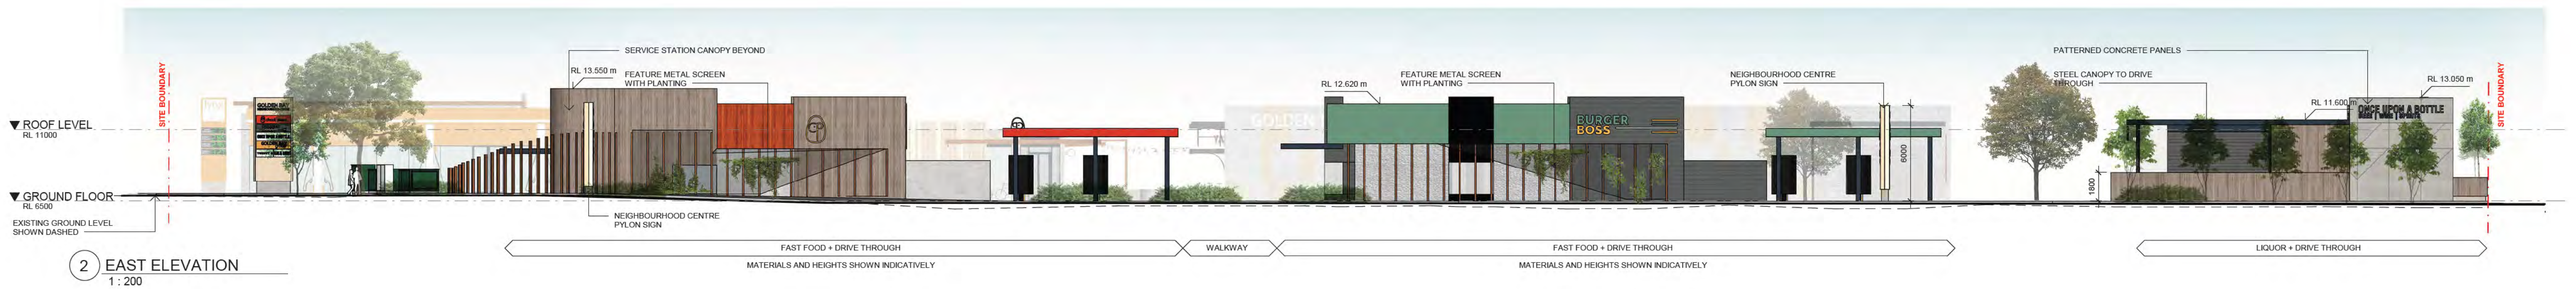 SERVICE STATION CANOPY BEYOND
RL 13.550 m
FEATURE METAL SCREEN
WITH PLANTING
RL 12.620 m
FEATURE METAL SCREEN
WITH PLANTING
NEIGHBOURHOOD CENTRE
PYLON SIGN
PATTERNED CONCRETE PANELS
STEEL CANOPY TO DRIVE
THROUGH
RL 13.050 m
RL 11.600 m
SITE BOUNDARY
SITE BOUNDARY
ROOF LEVEL
RL 11000
GOLDEN BAY
GOLDEN
BURGER
BOSS
ONCE UPON A BOTTLE
6000
1800
GROUND FLOOR
RL 6500
EXISTING GROUND LEVEL
SHOWN DASHED
NEIGHBOURHOOD CENTRE
PYLON SIGN
FAST FOOD + DRIVE THROUGH
WALKWAY
FAST FOOD + DRIVE THROUGH
LIQUOR + DRIVE THROUGH
MATERIALS AND HEIGHTS SHOWN INDICATIVELY
MATERIALS AND HEIGHTS SHOWN INDICATIVELY
2
EAST ELEVATION
1 : 200